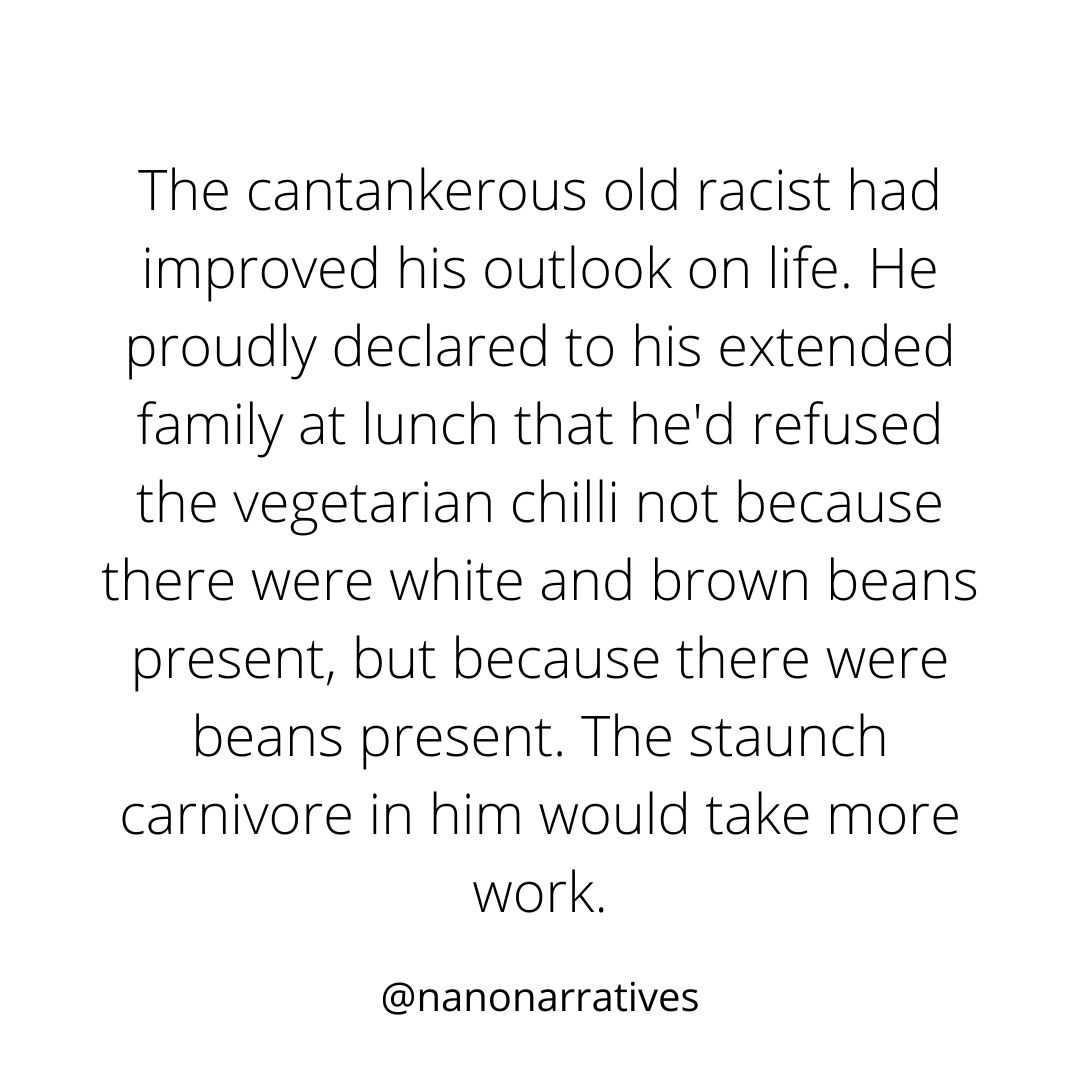 The cantankerous old racist had
improved his outlook on life. He
proudly declared to his extended
family at lunch that he'd refused
the vegetarian chilli not because
there were white and brown beans
present, but because there were
beans present. The staunch
carnivore in him would take more
work.
@nanonarratives